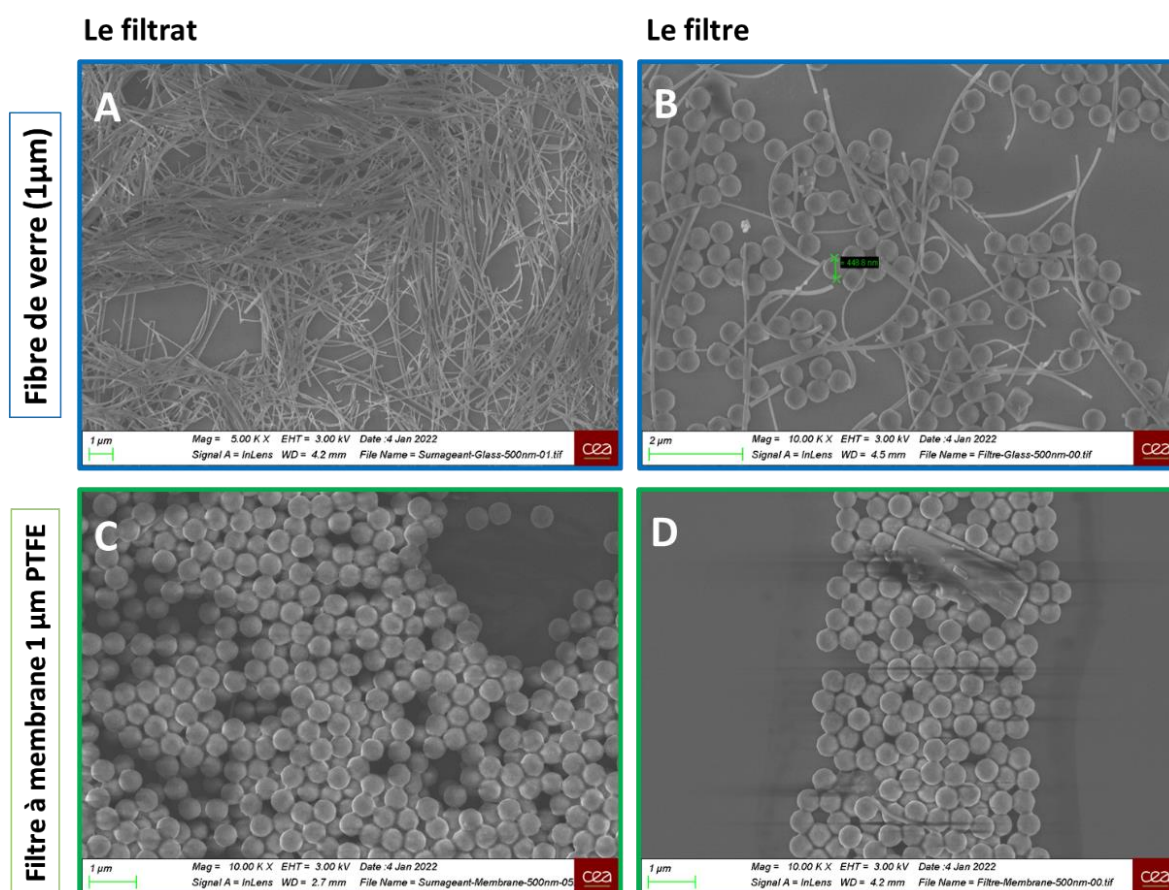 Le filtrat
Le filtre
Fibre de verre (1µm)
A
B
= 448.6 nm
1 µm
Mag = 5.00 K X EHT = 3.00 kV Date :4 Jan 2022
Signal A = InLens WD = 4.2 mm File Name = Surnageant-Glass-500nm-01.tif
cea
2 µm
Mag = 10.00 K X EHT = 3.00 kV Date :4 Jan 2022
Signal A = InLens WD = 4.5 mm File Name = Filtre-Glass-500nm-00.tif
cea
Filtre à membrane 1 µm PTFE
C
D
1 µm
Mag = 10.00 K X EHT = 3.00 kV Date :4 Jan 2022
Signal A = InLens WD = 2.7 mm File Name = Surnageant-Membrane-500nm-05.
cea
1 µm
Mag = 10.00 K X EHT = 3.00 kV Date :4 Jan 2022
Signal A = InLens WD = 4.2 mm File Name = Filtre-Membrane-500nm-00.tif
cea